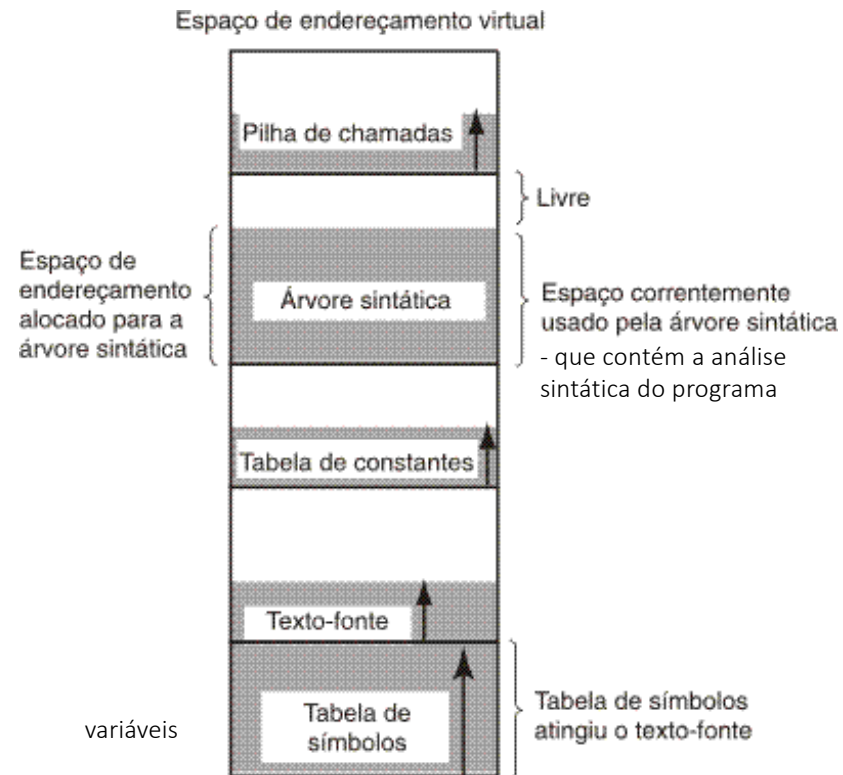 Espaço de endereçamento virtual
Pilha de chamadas
Livre
Espaço de
endereçamento
alocado para a
árvore sintática
Árvore sintática
Espaço correntemente
usado pela árvore sintática
- que contém a análise
sintática do programa
Tabela de constantes
Texto-fonte
variáveis
Tabela de
símbolos
Tabela de símbolos
atingiu o texto-fonte